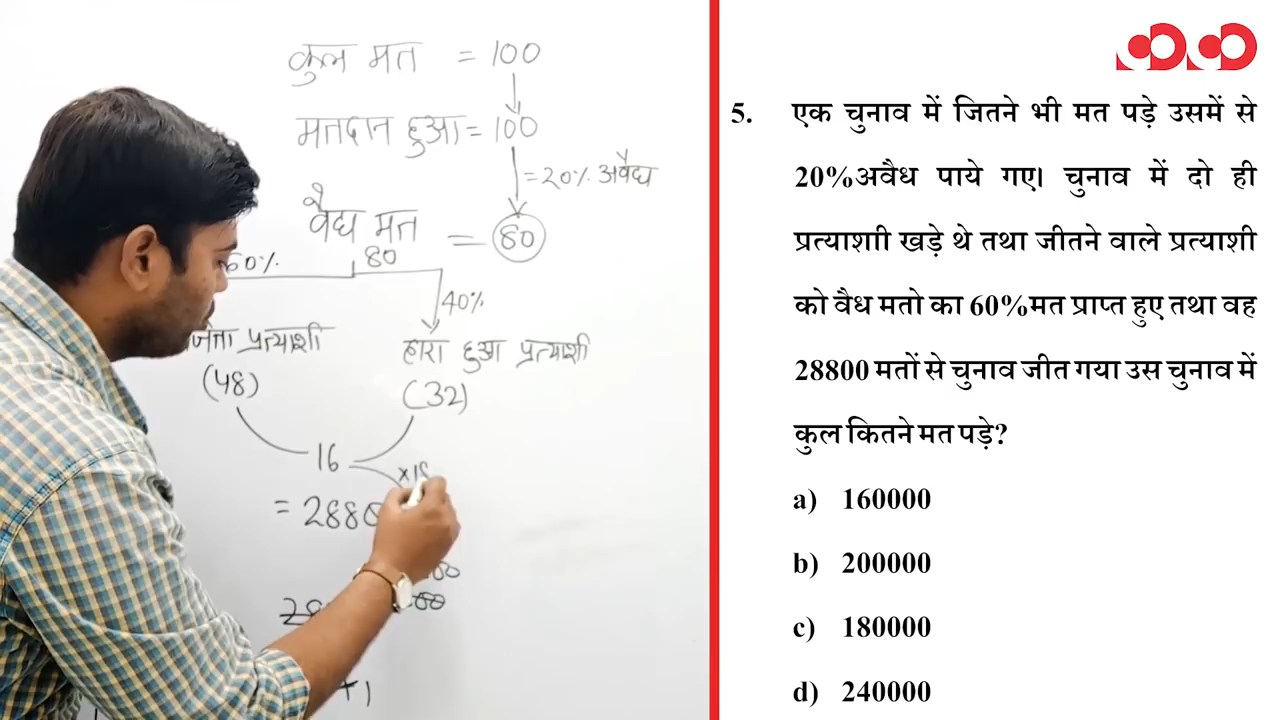 कुल मत = 100
मतदान हुआ = 100
= 20% अवैध
वैध मत = 80
60% 80
40%
प्रत्याशी हारा हुआ प्रत्याशी
(48) (32)
16
= 2880
+ 1
5. एक चुनाव में जितने भी मत पड़े उसमें से
20%अवैध पाये गए। चुनाव में दो ही
प्रत्याशाी खड़े थे तथा जीतने वाले प्रत्याशी
को वैध मतो का 60%मत प्राप्त हुए तथा वह
28800 मतों से चुनाव जीत गया उस चुनाव में
कुल कितने मत पड़े?
a) 160000
b) 200000
c) 180000
d) 240000